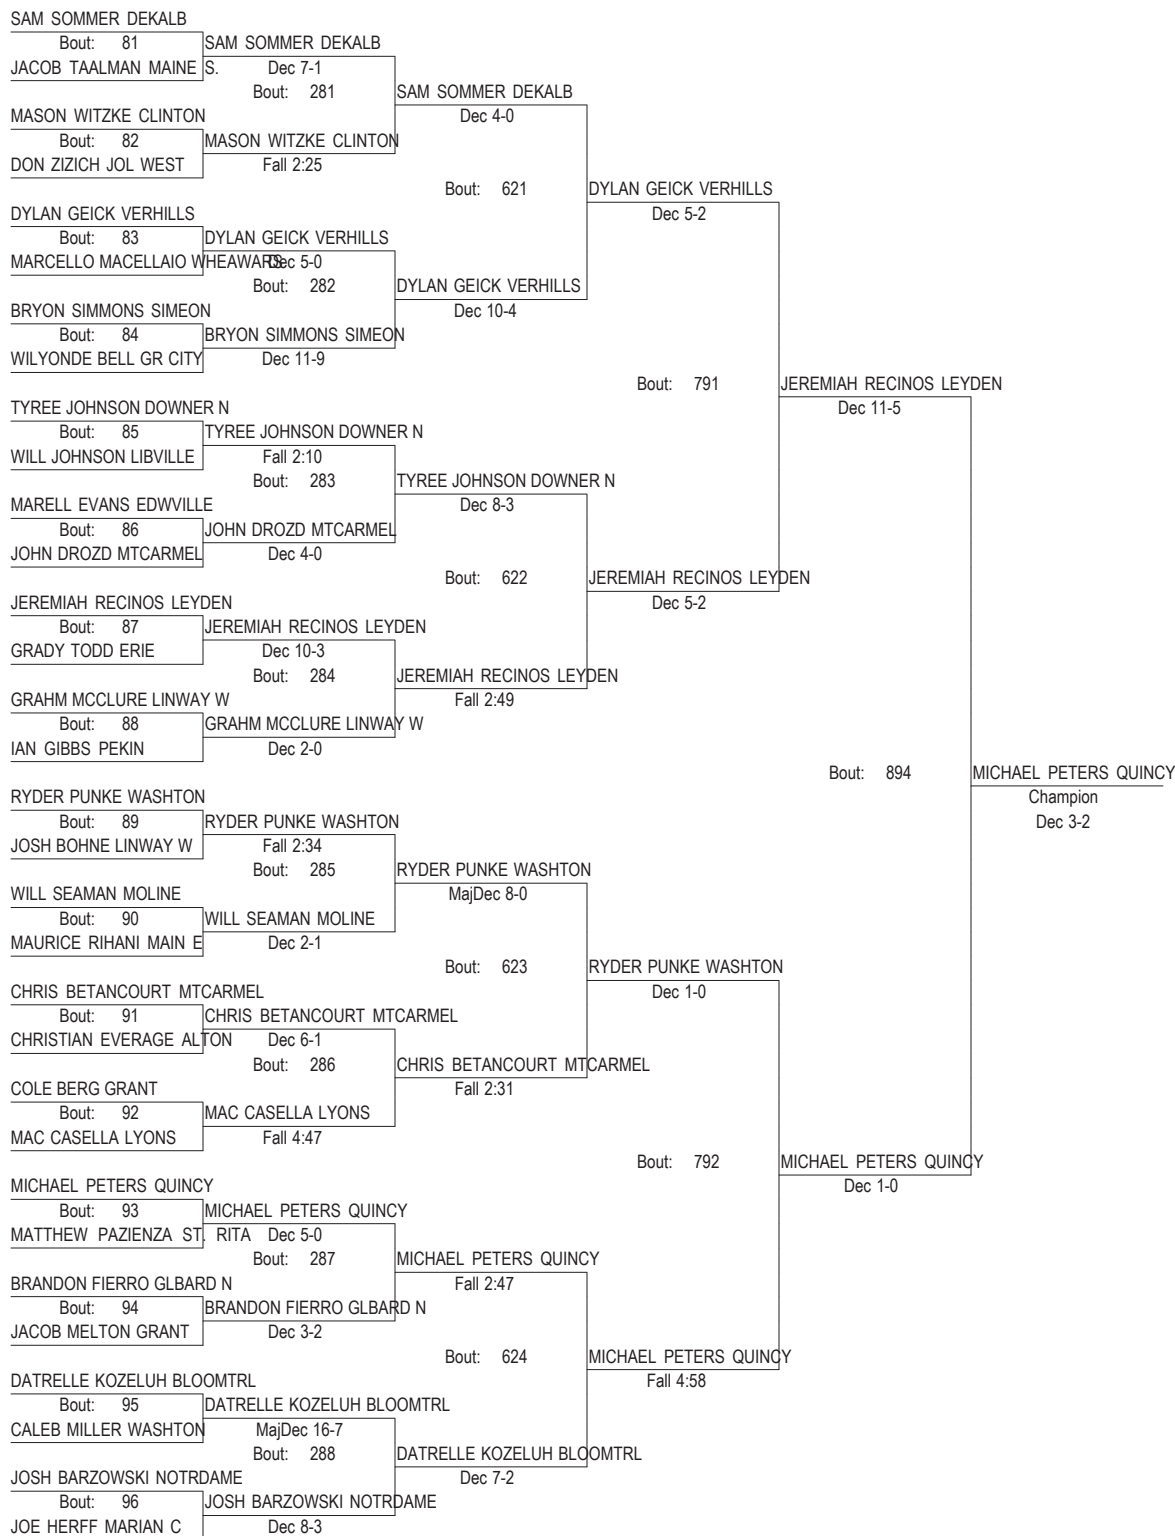 SAM SOMMER DEKALB
Bout: 81 SAM SOMMER DEKALB
JACOB TAALMAN MAINE S. Dec 7-1
Bout: 281 SAM SOMMER DEKALB
MASON WITZKE CLINTON Dec 4-0
Bout: 82 MASON WITZKE CLINTON
DON ZIZICH JOL WEST Fall 2:25
Bout: 621 DYLAN GEICK VERHILLS
DYLAN GEICK VERHILLS Dec 5-2
Bout: 83 DYLAN GEICK VERHILLS
MARCELLO MACELLAIO WHEAWARS Dec 5-0
Bout: 282 DYLAN GEICK VERHILLS
BRYON SIMMONS SIMEON Dec 10-4
Bout: 84 BRYON SIMMONS SIMEON
WILYONDE BELL GR CITY Dec 11-9
Bout: 791 JEREMIAH RECINOS LEYDEN
TYREE JOHNSON DOWNER N Dec 11-5
Bout: 85 TYREE JOHNSON DOWNER N
WILL JOHNSON LIBVILLE Fall 2:10
Bout: 283 TYREE JOHNSON DOWNER N
MARELL EVANS EDWVILLE Dec 8-3
Bout: 86 JOHN DROZD MTCARMEL
JOHN DROZD MTCARMEL Dec 4-0
Bout: 622 JEREMIAH RECINOS LEYDEN
JEREMIAH RECINOS LEYDEN Dec 5-2
Bout: 87 JEREMIAH RECINOS LEYDEN
GRADY TODD ERIE Dec 10-3
Bout: 284 JEREMIAH RECINOS LEYDEN
GRAHM MCCLURE LINWAY W Fall 2:49
Bout: 88 GRAHM MCCLURE LINWAY W
IAN GIBBS PEKIN Dec 2-0
Bout: 894 MICHAEL PETERS QUINCY
RYDER PUNKE WASHTON Champion
Bout: 89 RYDER PUNKE WASHTON Dec 3-2
JOSH BOHNE LINWAY W Fall 2:34
Bout: 285 RYDER PUNKE WASHTON
WILL SEAMAN MOLINE MajDec 8-0
Bout: 90 WILL SEAMAN MOLINE
MAURICE RIHANI MAIN E Dec 2-1
Bout: 623 RYDER PUNKE WASHTON
CHRIS BETANCOURT MTCARMEL Dec 1-0
Bout: 91 CHRIS BETANCOURT MTCARMEL
CHRISTIAN EVERAGE ALTON Dec 6-1
Bout: 286 CHRIS BETANCOURT MTCARMEL
COLE BERG GRANT Fall 2:31
Bout: 92 MAC CASELLA LYONS
MAC CASELLA LYONS Fall 4:47
Bout: 792 MICHAEL PETERS QUINCY
MICHAEL PETERS QUINCY Dec 1-0
Bout: 93 MICHAEL PETERS QUINCY
MATTHEW PAZIENZA ST. RITA Dec 5-0
Bout: 287 MICHAEL PETERS QUINCY
BRANDON FIERRO GLBARD N Fall 2:47
Bout: 94 BRANDON FIERRO GLBARD N
JACOB MELTON GRANT Dec 3-2
Bout: 624 MICHAEL PETERS QUINCY
DATRELLE KOZELUH BLOOMTRL Fall 4:58
Bout: 95 DATRELLE KOZELUH BLOOMTRL
CALEB MILLER WASHTON MajDec 16-7
Bout: 288 DATRELLE KOZELUH BLOOMTRL
JOSH BARZOWSKI NOTRDAME Dec 7-2
Bout: 96 JOSH BARZOWSKI NOTRDAME
JOE HERFF MARIAN C Dec 8-3